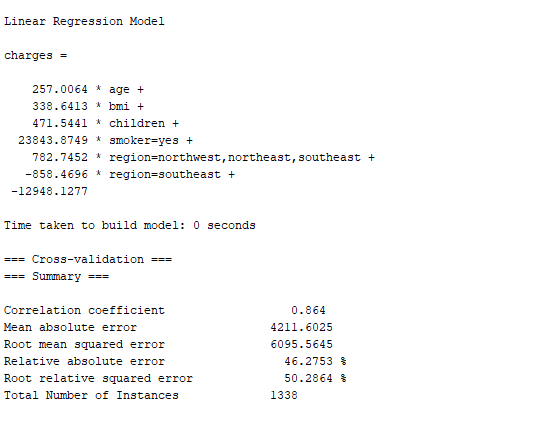 Linear Regression Model
charges =
257.0064 * age +
338.6413 * bmi +
471.5441 * children +
23843.8749 * smoker=yes +
782.7452 * region=northwest,northeast,southeast +
-858.4696 * region=southeast +
-12948.1277
Time taken to build model: 0 seconds
=== Cross-validation ===
=== Summary ===
Correlation coefficient 0.864
Mean absolute error 4211.6025
Root mean squared error 6095.5645
Relative absolute error 46.2753 %
Root relative squared error 50.2864 %
Total Number of Instances 1338